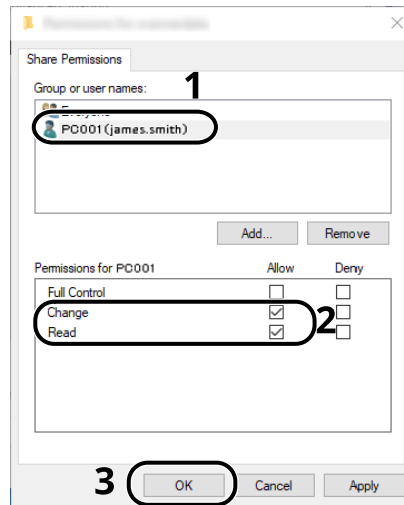 Share Permissions
1
Group or user names:
Everyone
PC001(james.smith)
Add... Remove
Permissions for PC001 Allow Deny
Full Control
Change
2
Read
3
OK Cancel Apply